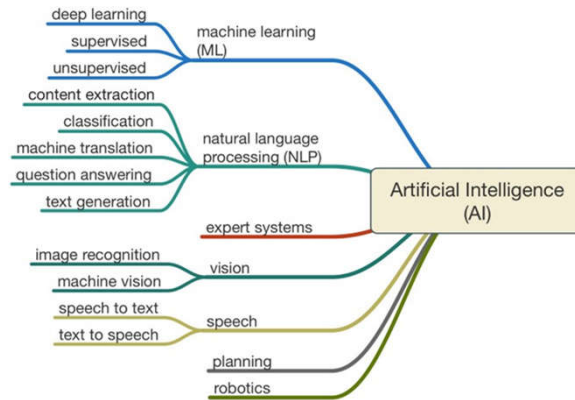 deep learning
supervised
unsupervised
machine learning
(ML)
content extraction
classification
machine translation
question answering
text generation
natural language
processing (NLP)
Artificial Intelligence
(AI)
expert systems
image recognition
machine vision
vision
speech to text
text to speech
speech
planning
robotics